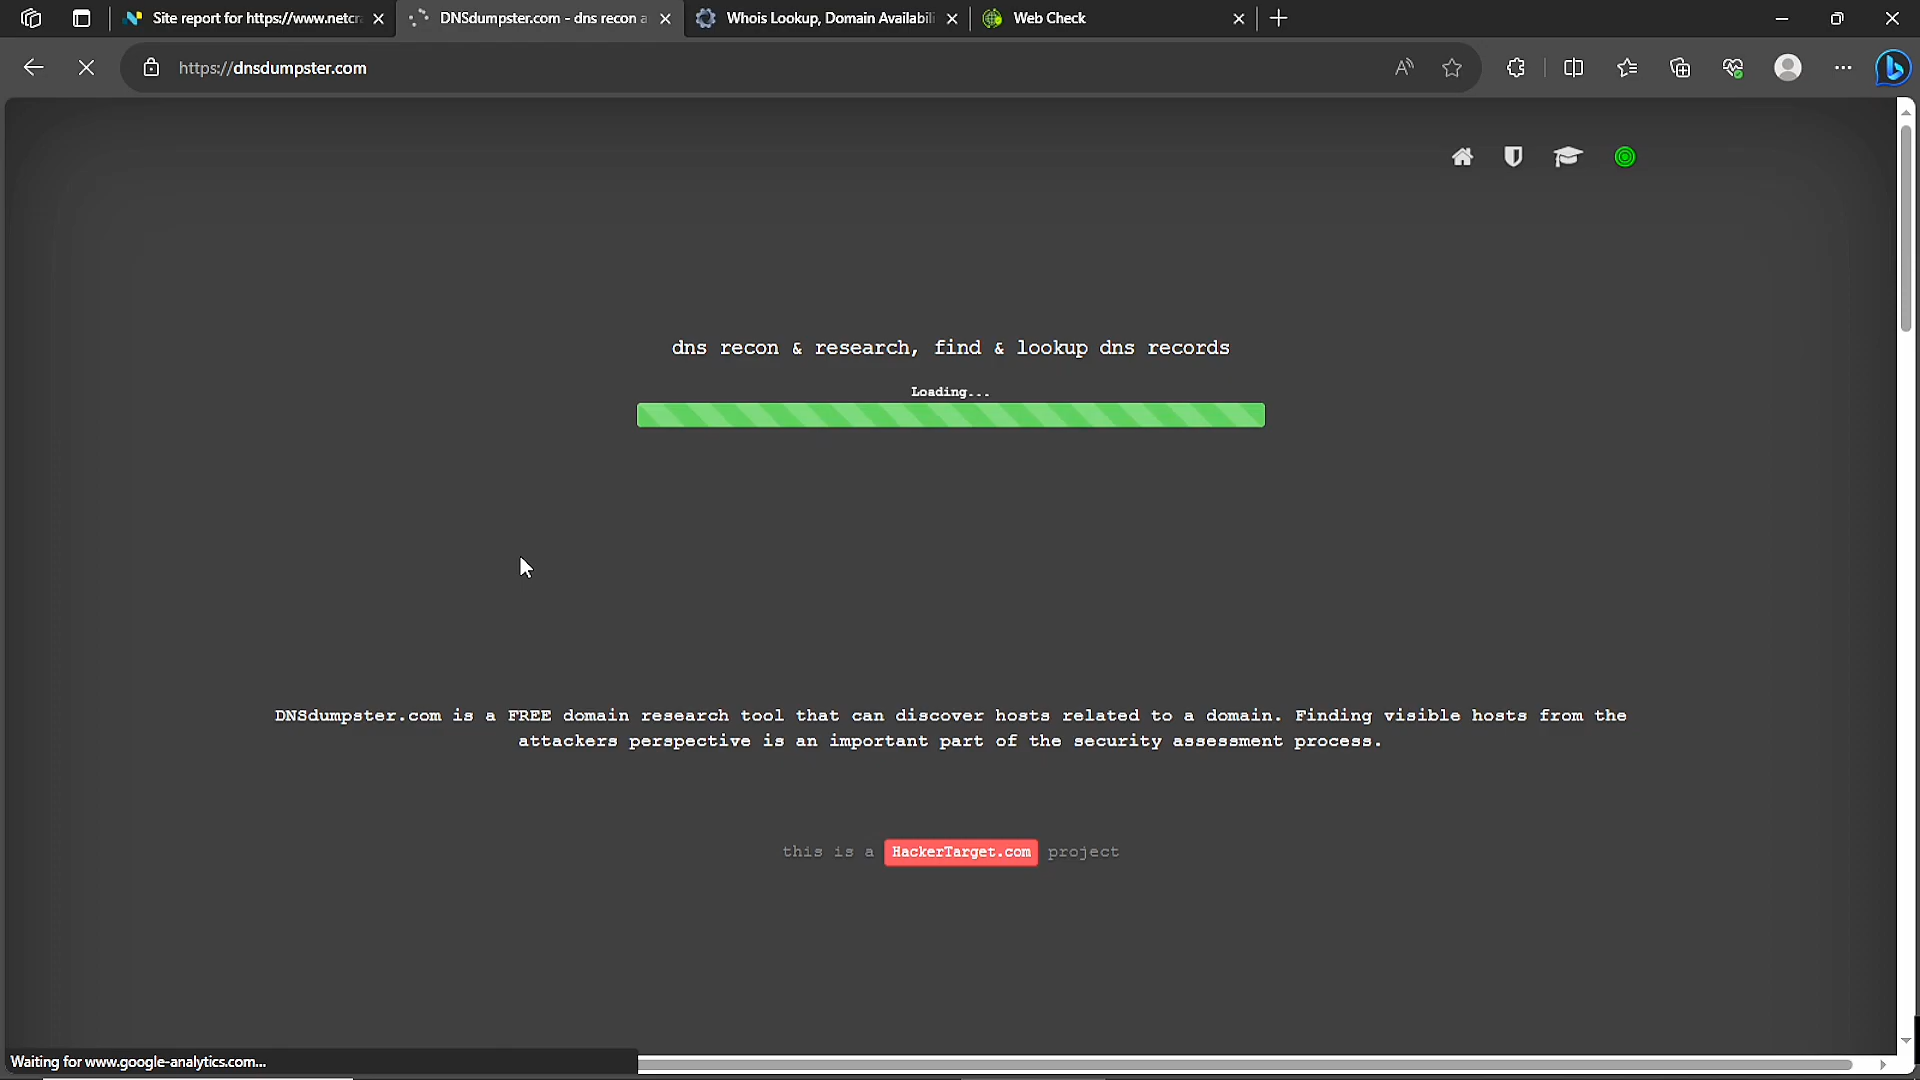 Site report for https://www.netcr
DNSdumpster.com - dns recon a
Whois Lookup, Domain Availabili
Web Check
https://dnsdumpster.com
dns recon & research, find & lookup dns records
Loading...
DNSdumpster.com is a FREE domain research tool that can discover hosts related to a domain. Finding visible hosts from the
attackers perspective is an important part of the security assessment process.
this is a HackerTarget.com project
Waiting for www.google-analytics.com...